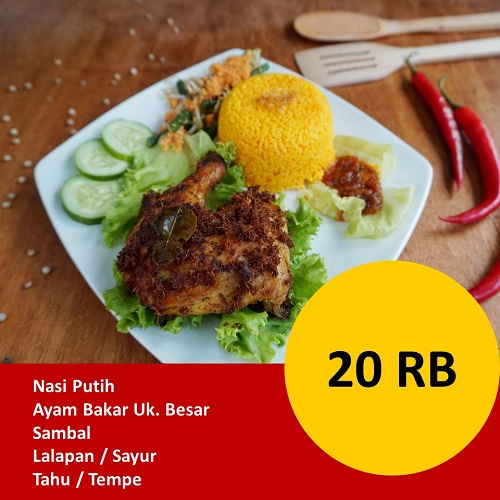 20 RB
Nasi Putih
Ayam Bakar Uk. Besar
Sambal
Lalapan / Sayur
Tahu / Tempe